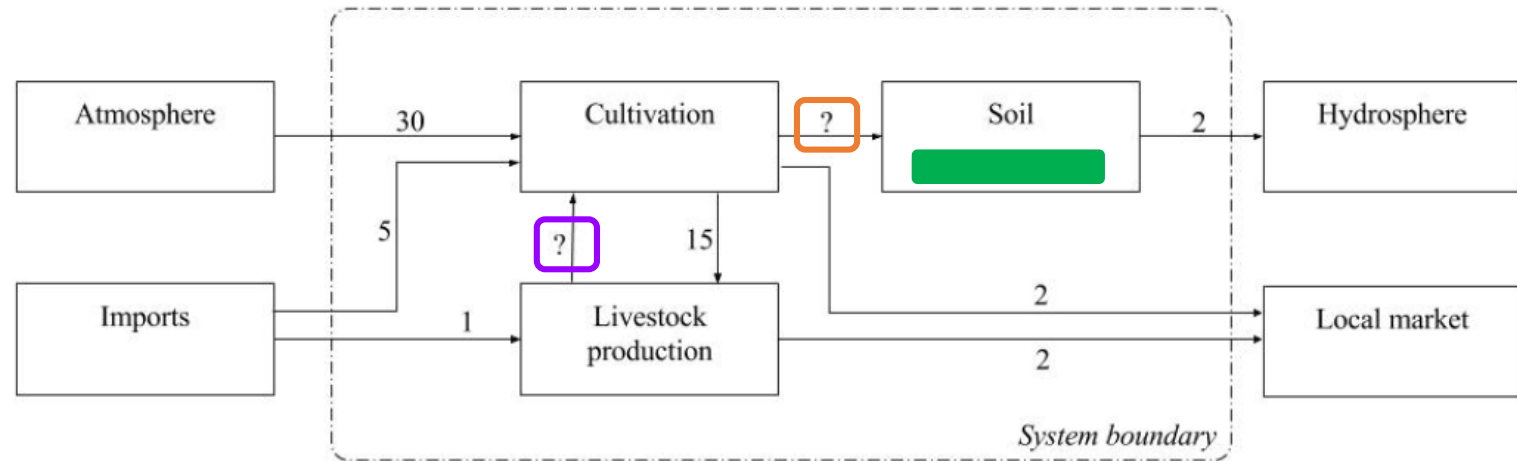 Atmosphere
30
Cultivation
?
Soil
2
Hydrosphere
5
?
15
Imports
1
Livestock
production
2
2
Local market
System boundary